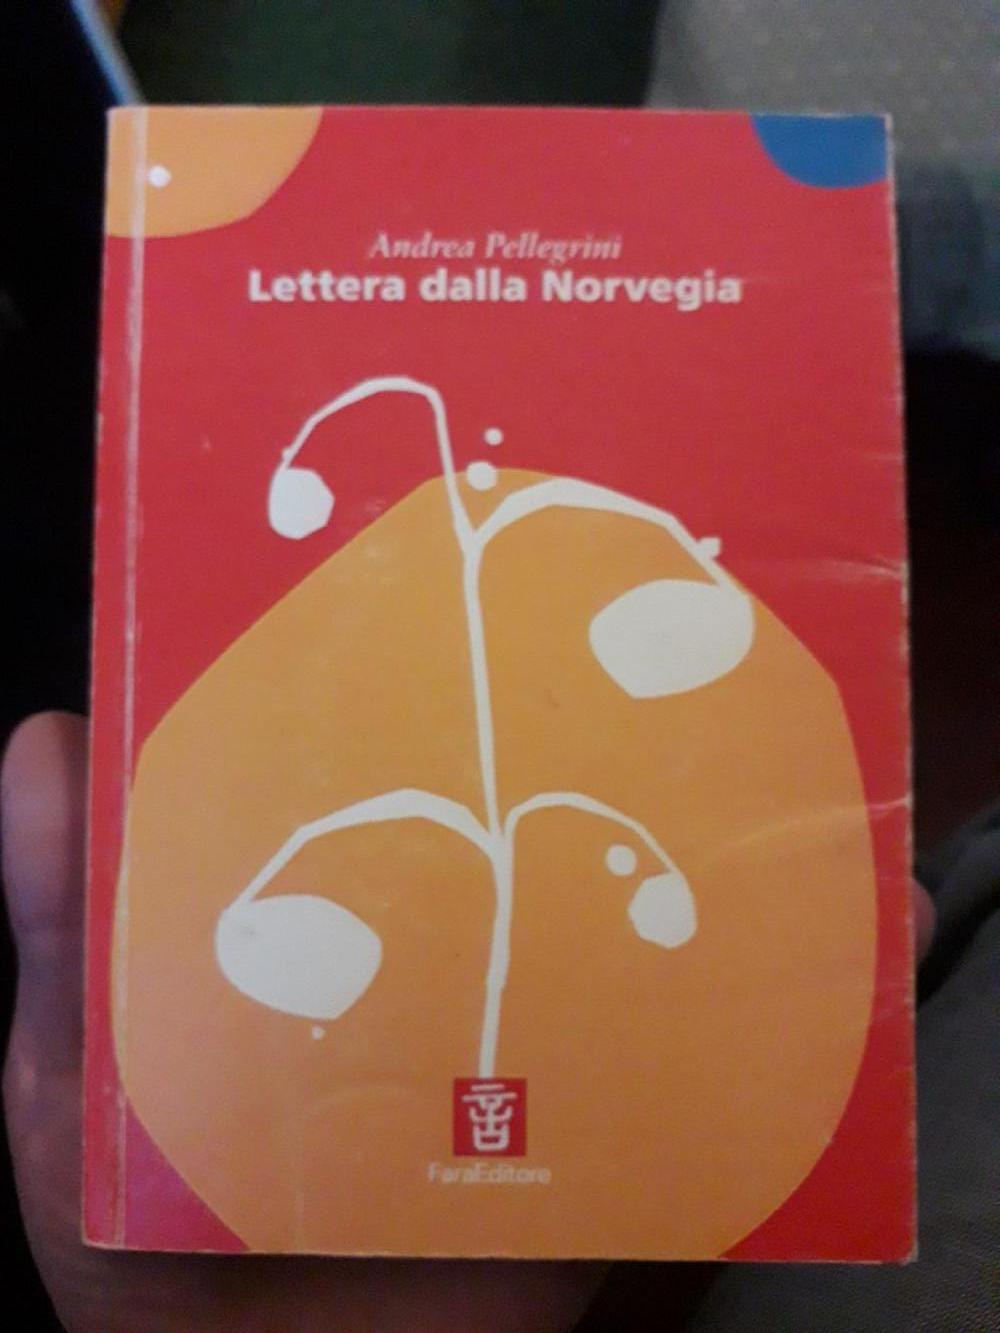 Andrea Pellegrini
Lettera dalla Norvegia
FaraEditore